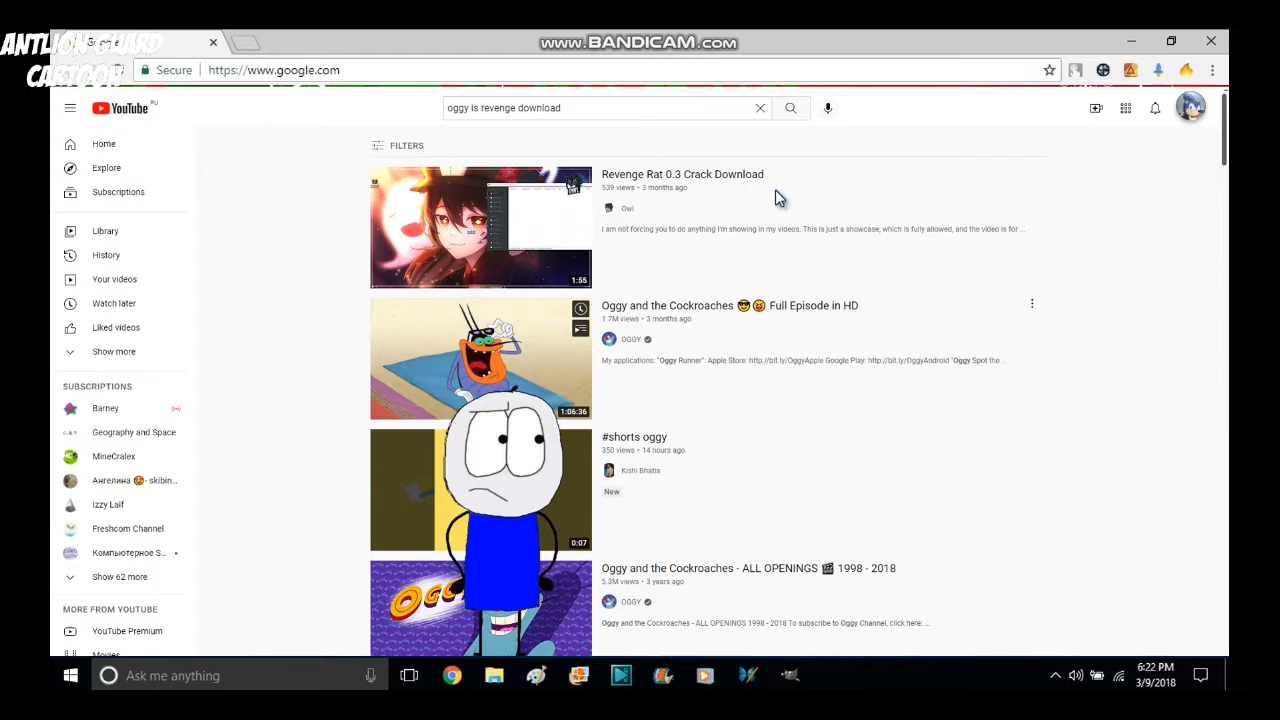 ANTLION GUARD
CARTOON
www.BANDICAM.com
Secure
https://www.google.com
YouTube RU
oggy is revenge download
Home
Explore
Subscriptions
Library
History
Your videos
Watch later
Liked videos
Show more
SUBSCRIPTIONS
Barney
Geography and Space
MineCralex
Ангелина 🥵- skibin...
Izzy Laif
Freshcom Channel
Компьютерное S...
Show 62 more
MORE FROM YOUTUBE
YouTube Premium
Movies
FILTERS
1:55
Revenge Rat 0.3 Crack Download
539 views • 3 months ago
Owl
I am not forcing you to do anything I'm showing in my videos. This is just a showcase, which is fully allowed, and the video is for ...
1:06:36
Oggy and the Cockroaches 😎😝 Full Episode in HD
1.7M views • 3 months ago
OGGY
My applications: "Oggy Runner": Apple Store: http://bit.ly/OggyApple Google Play: http://bit.ly/OggyAndroid "Oggy Spot the ...
0:07
#shorts oggy
350 views • 14 hours ago
Kishi Bhatia
New
Oggy and the Cockroaches - ALL OPENINGS 🎬 1998 - 2018
5.3M views • 3 years ago
OGGY
Oggy and the Cockroaches - ALL OPENINGS 1998 - 2018 To subscribe to Oggy Channel, click here: ...
Ask me anything
6:22 PM
3/9/2018